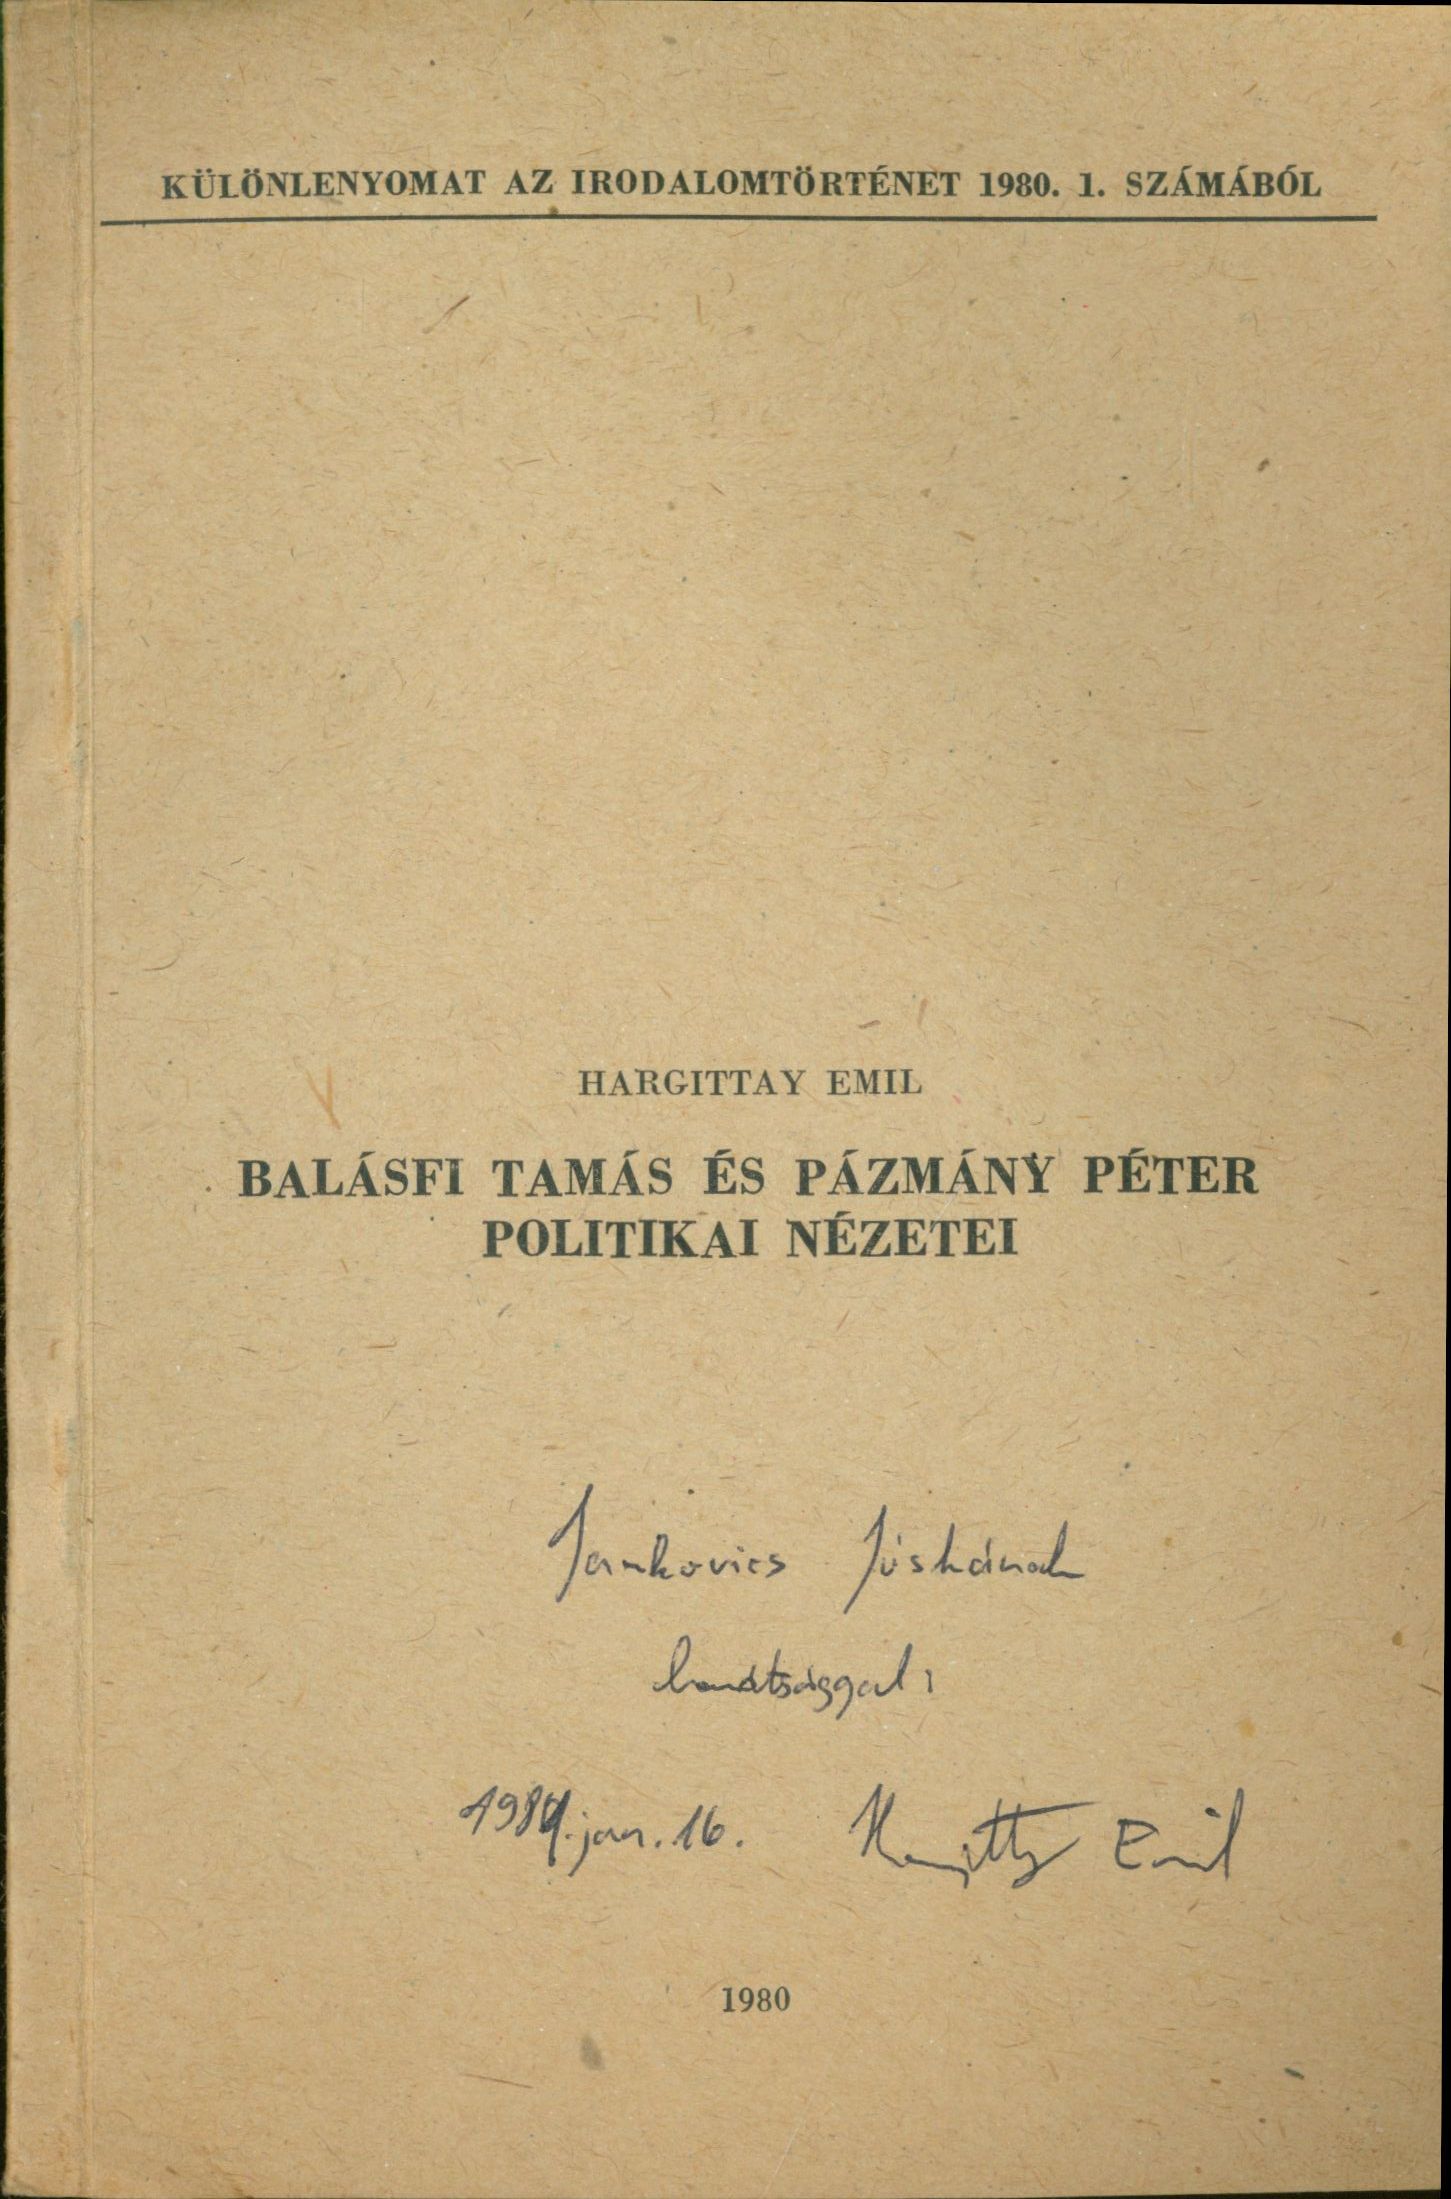 KÜLÖNLENYOMAT AZ IRODALOMTÖRTÉNET 1980. 1. SZÁMÁBÓL
HARGITTAY EMIL
BALÁSFI TAMÁS ÉS PÁZMÁNY PÉTER
POLITIKAI NÉZETEI
Jankovics Jóskának
barátsággal:
jan. 16. Hargittay Emil
1980